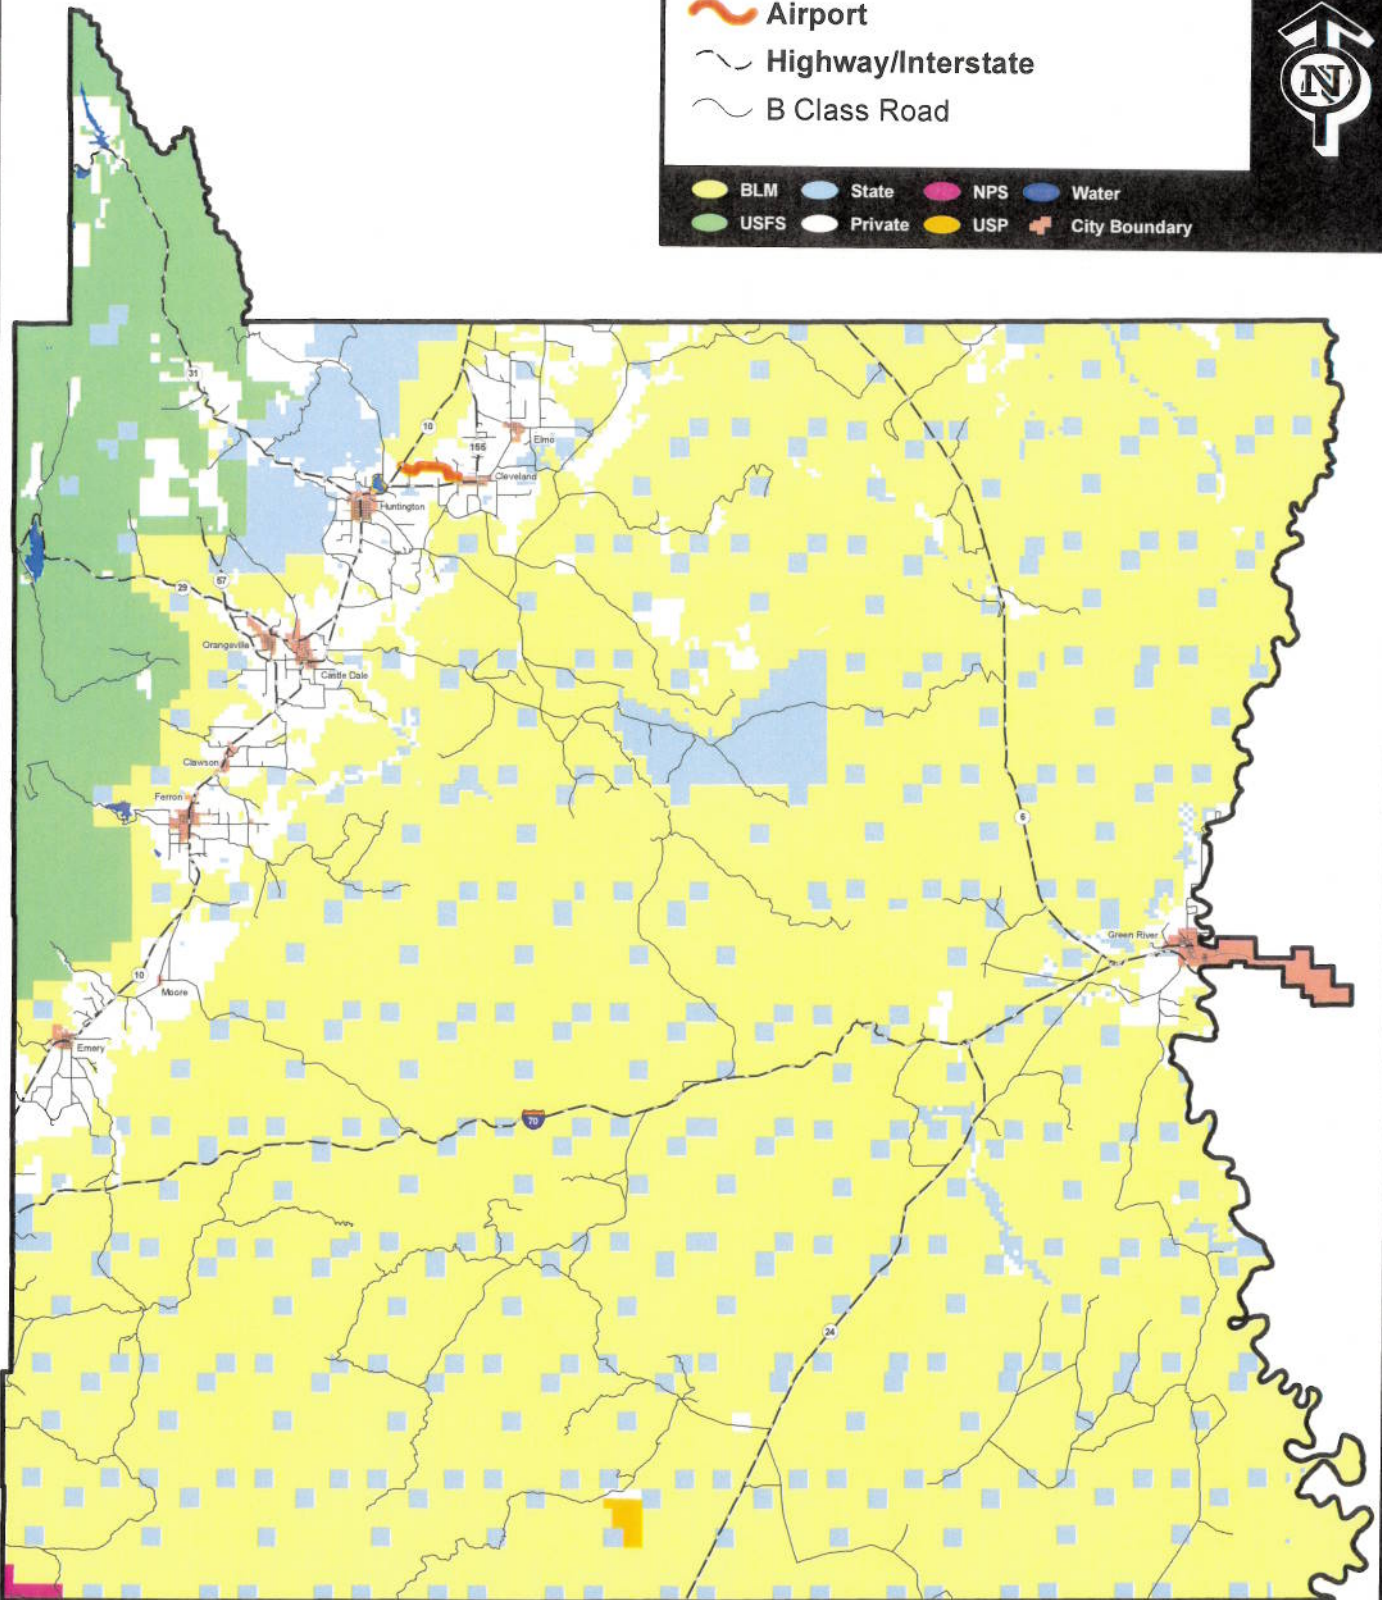 Airport
Highway/Interstate
B Class Road
N
BLM State NPS Water
USFS Private USP City Boundary
31
10
155
Elmo
Cleveland
Huntington
29
57
Orangeville
Castle Dale
Clawson
Ferron
6
Green River
10
Moore
Emery
70
24